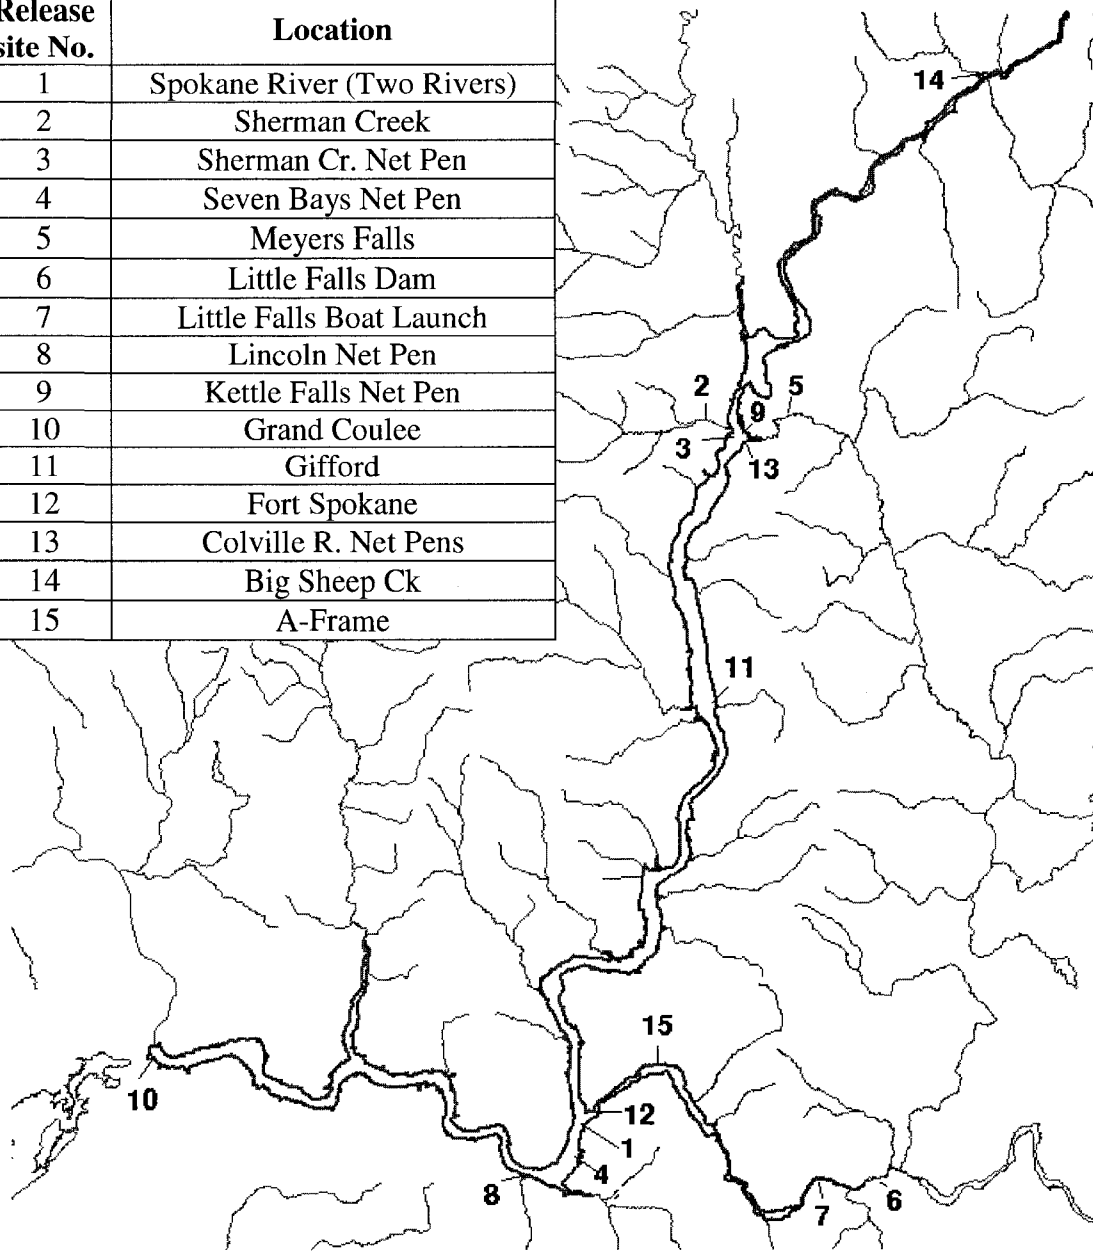 Release
site No. Location
1 Spokane River (Two Rivers)
2 Sherman Creek
3 Sherman Cr. Net Pen
4 Seven Bays Net Pen
5 Meyers Falls
6 Little Falls Dam
7 Little Falls Boat Launch
8 Lincoln Net Pen
9 Kettle Falls Net Pen
10 Grand Coulee
11 Gifford
12 Fort Spokane
13 Colville R. Net Pens
14 Big Sheep Ck
15 A-Frame
14
2
5
9
3
13
11
15
10
12
1
4
8
6
7